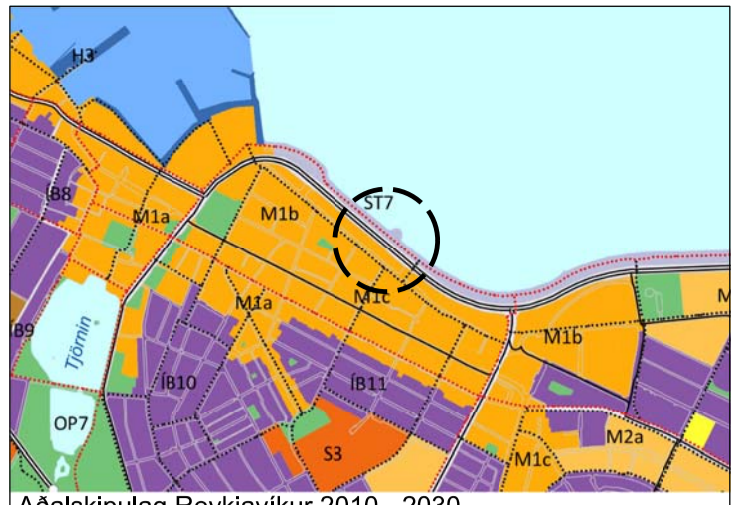 H3
ÍB8
M1a
M1b
ST7
M1c
M1a
M1b
Tjörnin
ÍB10
ÍB11
OP7
S3
M1c
M2a
Aðalskipulag Reykjavíkur 2010 - 2030